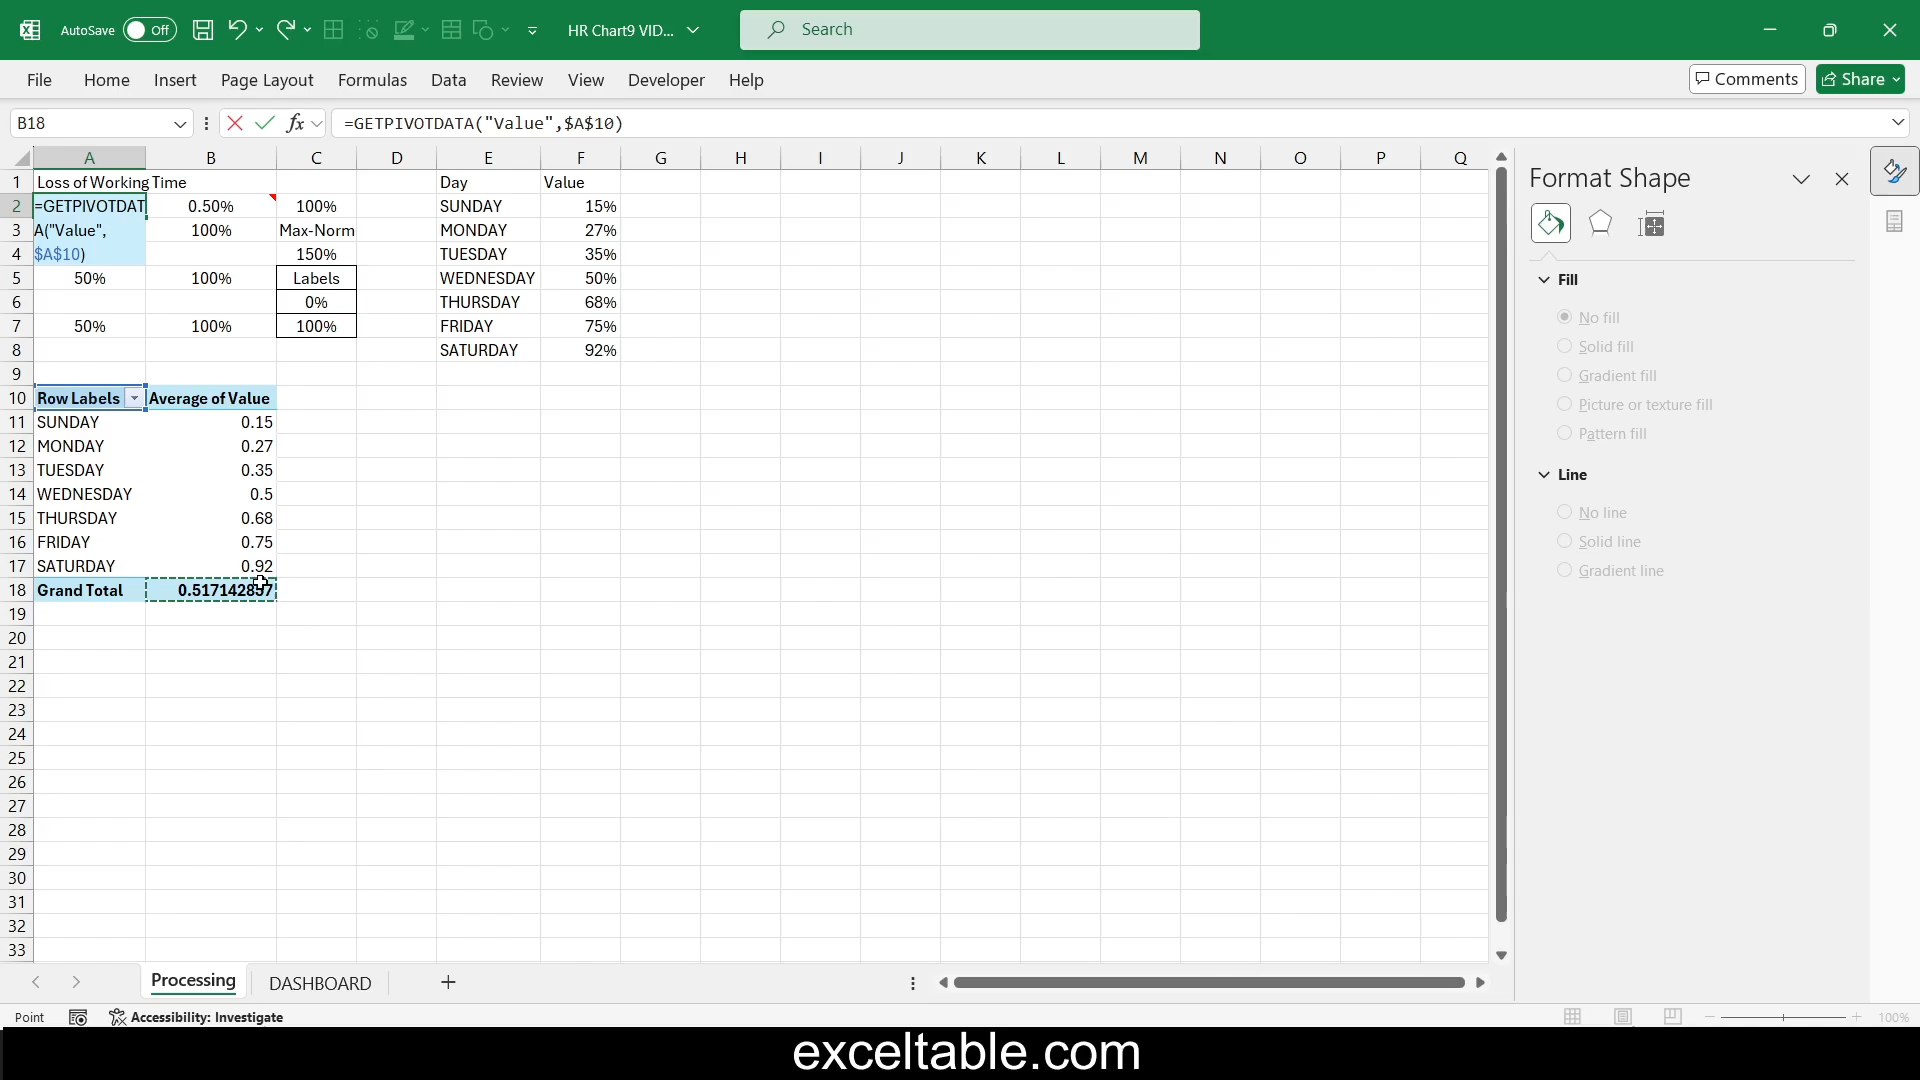 AutoSave Off HR Chart9 VID... Search
File Home Insert Page Layout Formulas Data Review View Developer Help Comments Share
B18 fx =GETPIVOTDATA("Value",$A$10)
A B C D E F G H I J K L M N O P Q
1 Loss of Working Time Day Value
2 =GETPIVOTDAT 0.50% 100% SUNDAY 15%
3 A("Value", 100% Max-Norm MONDAY 27%
4 $A$10) 150% TUESDAY 35%
5 50% 100% Labels WEDNESDAY 50%
6 0% THURSDAY 68%
7 50% 100% 100% FRIDAY 75%
8 SATURDAY 92%
9
10 Row Labels Average of Value
11 SUNDAY 0.15
12 MONDAY 0.27
13 TUESDAY 0.35
14 WEDNESDAY 0.5
15 THURSDAY 0.68
16 FRIDAY 0.75
17 SATURDAY 0.92
18 Grand Total 0.517142857
19
20
21
22
23
24
25
26
27
28
29
30
31
32
33
Format Shape
Fill
No fill
Solid fill
Gradient fill
Picture or texture fill
Pattern fill
Line
No line
Solid line
Gradient line
Processing DASHBOARD
Point Accessibility: Investigate 100%
exceltable.com